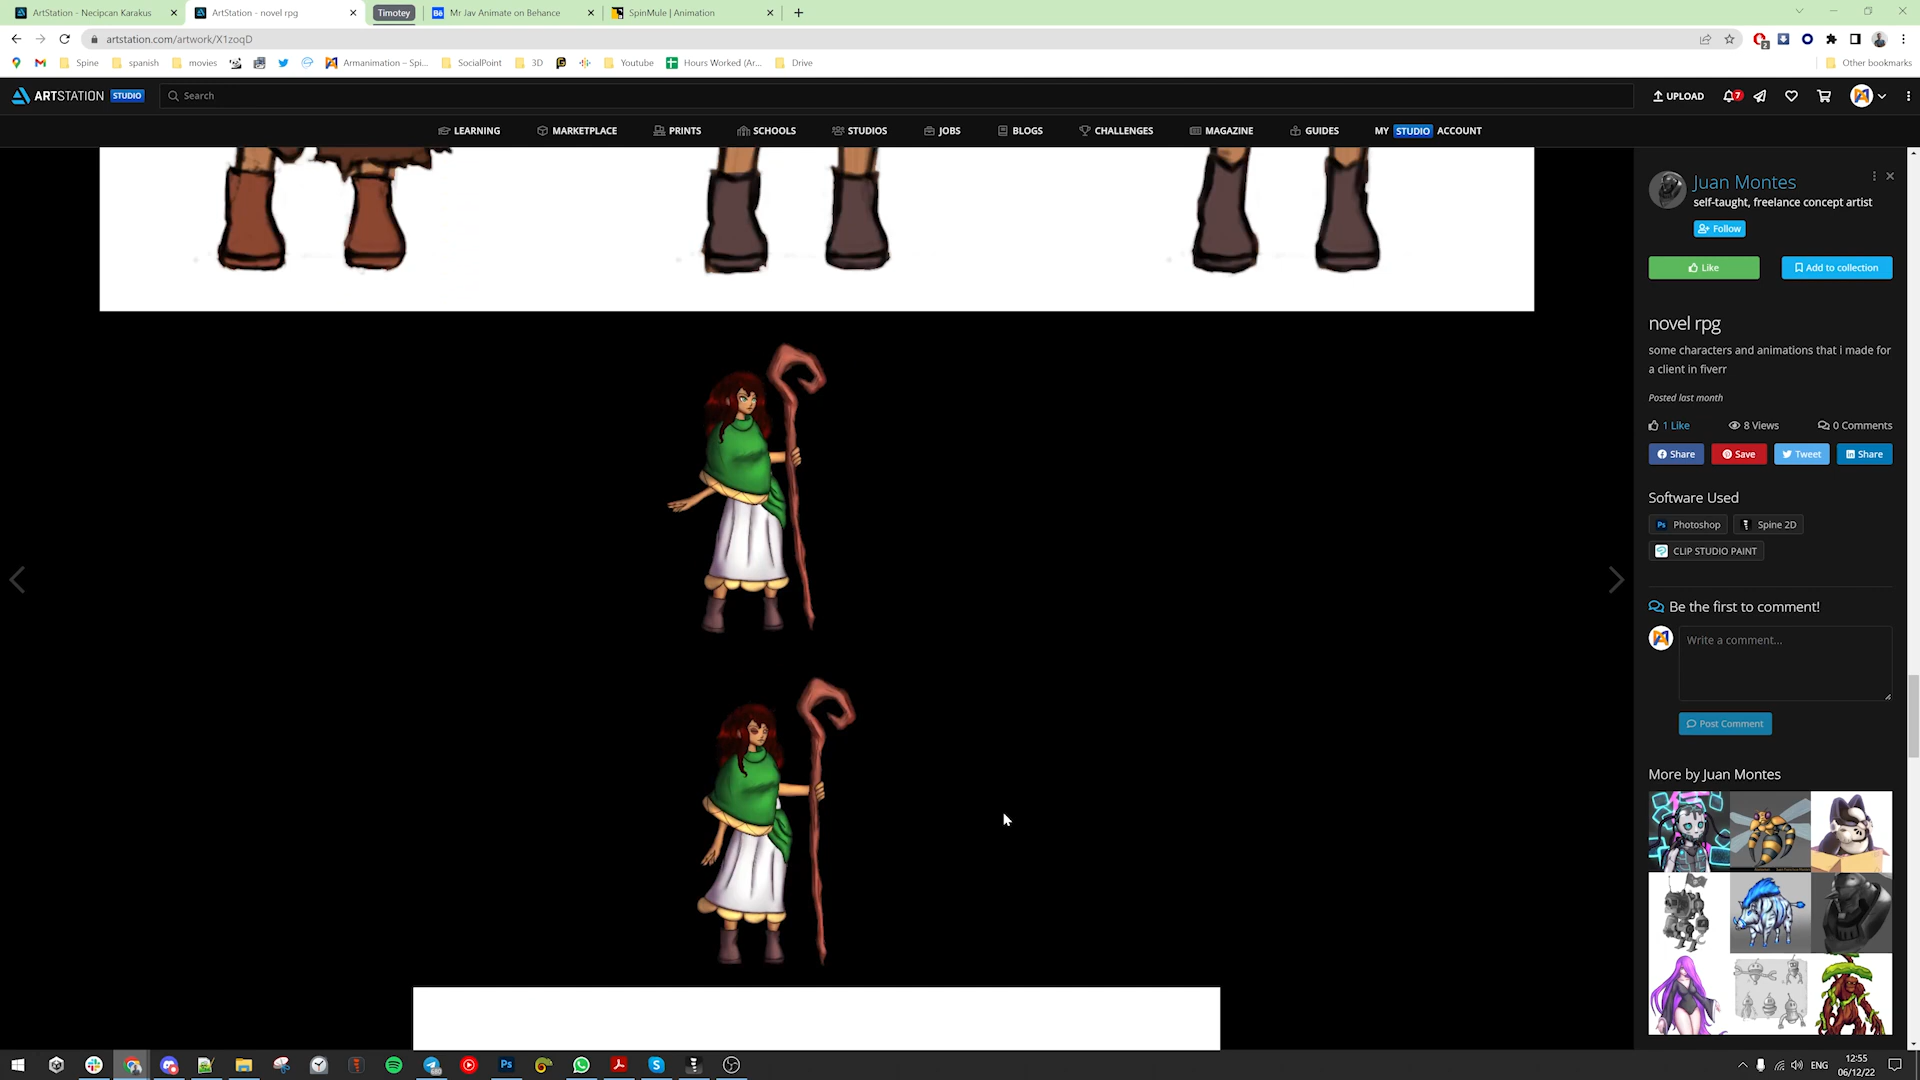 ArtStation - Necipcan Karakus
ArtStation - novel rpg
Timotey
Bē Mr Jav Animate on Behance
SpinMule | Animation
artstation.com/artwork/X1zoqD
2
Spine
spanish
movies
Armanimation – Spi...
SocialPoint
3D
Youtube
Hours Worked (Ar...
Drive
Other bookmarks
ARTSTATION STUDIO
Search
UPLOAD
7
LEARNING
MARKETPLACE
PRINTS
SCHOOLS
STUDIOS
JOBS
BLOGS
CHALLENGES
MAGAZINE
GUIDES
MY STUDIO ACCOUNT
Juan Montes
self-taught, freelance concept artist
Follow
Like
Add to collection
novel rpg
some characters and animations that i made for
a client in fiverr
Posted last month
1 Like
8 Views
0 Comments
Share
Save
Tweet
Share
Software Used
Ps Photoshop
Spine 2D
CLIP STUDIO PAINT
Be the first to comment!
Write a comment...
Post Comment
More by Juan Montes
Ps
ENG
12:55
06/12/22